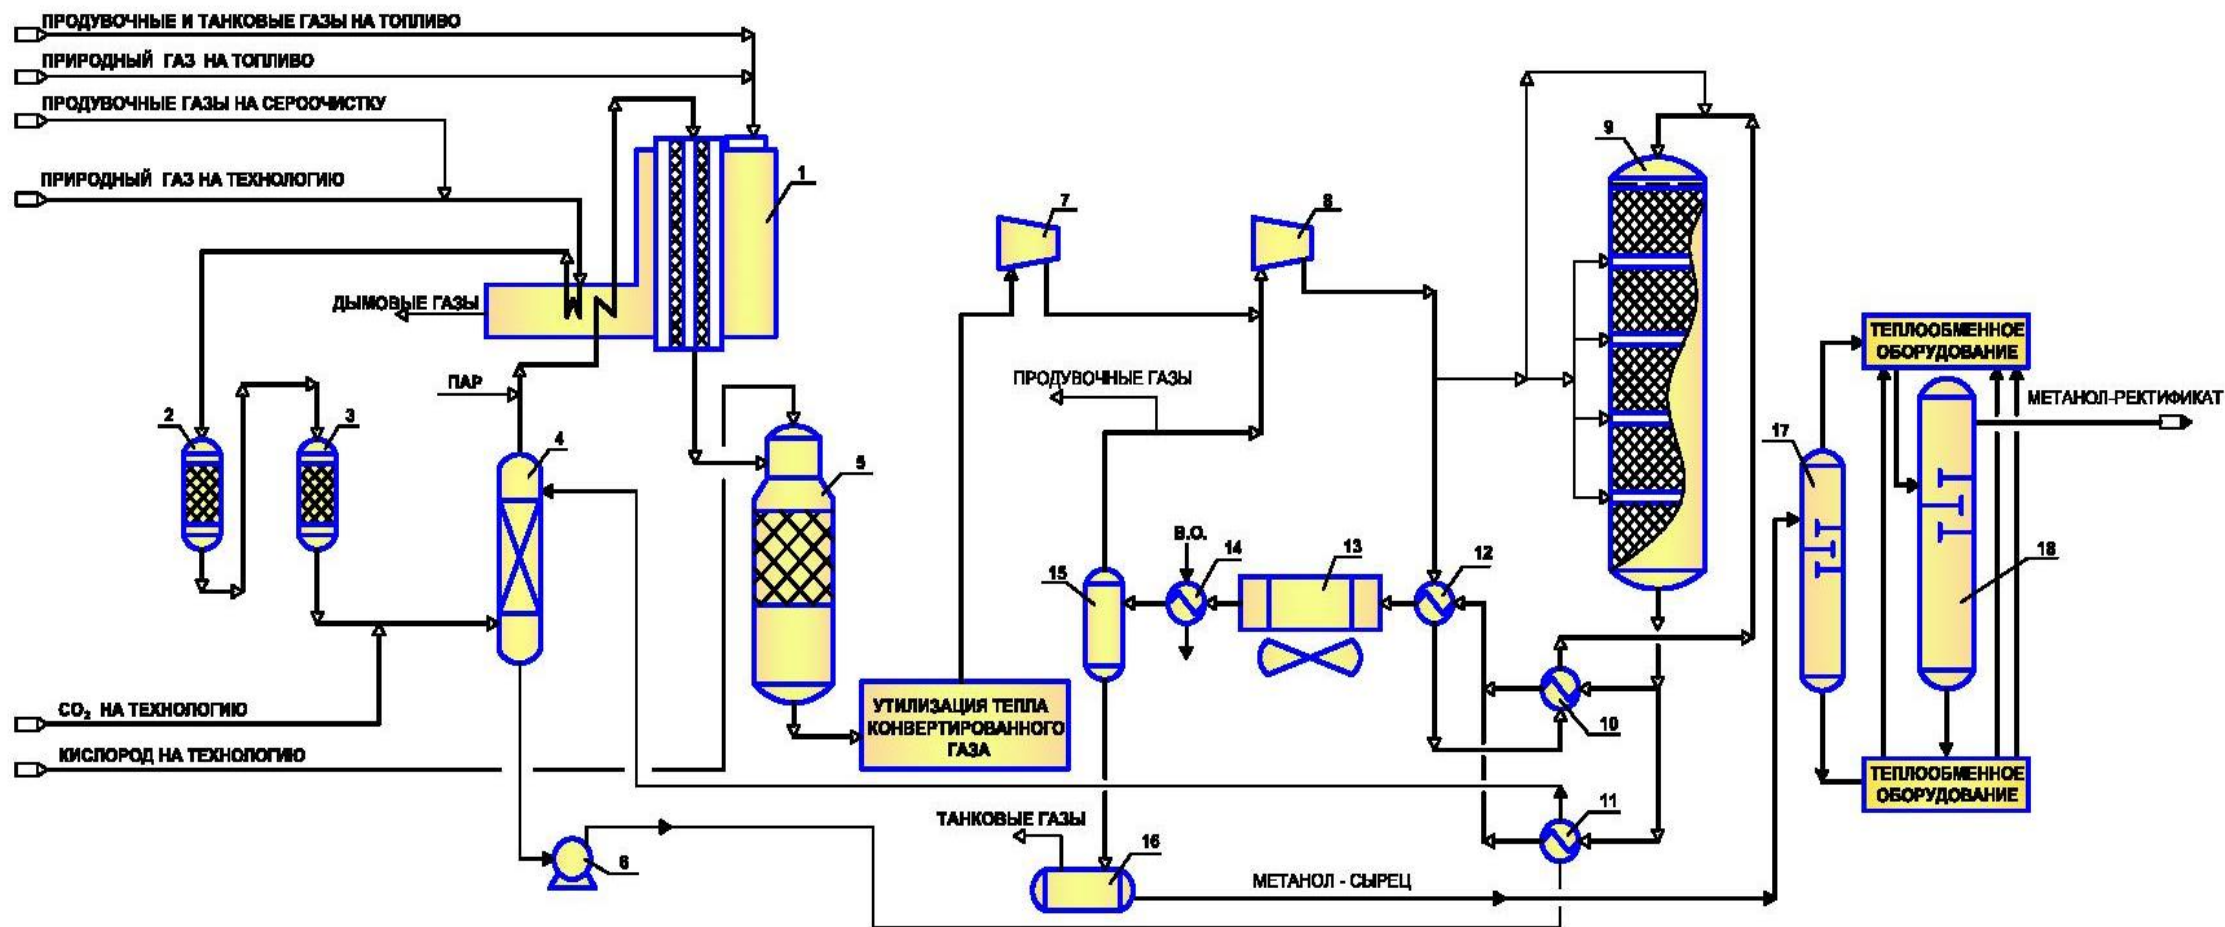 ПРОДУВОЧНЫЕ И ТАНКОВЫЕ ГАЗЫ НА ТОПЛИВО
ПРИРОДНЫЙ ГАЗ НА ТОПЛИВО
ПРОДУВОЧНЫЕ ГАЗЫ НА СЕРООЧИСТКУ
ПРИРОДНЫЙ ГАЗ НА ТЕХНОЛОГИЮ
1
9
7
8
ДЫМОВЫЕ ГАЗЫ
ТЕПЛООБМЕННОЕ
ОБОРУДОВАНИЕ
ПАР
ПРОДУВОЧНЫЕ ГАЗЫ
МЕТАНОЛ-РЕКТИФИКАТ
2
3
4
5
17
18
В.О.
15
14
13
12
10
CO₂ НА ТЕХНОЛОГИЮ
КИСЛОРОД НА ТЕХНОЛОГИЮ
УТИЛИЗАЦИЯ ТЕПЛА
КОНВЕРТИРОВАННОГО
ГАЗА
ТЕПЛООБМЕННОЕ
ОБОРУДОВАНИЕ
11
ТАНКОВЫЕ ГАЗЫ
16
6
МЕТАНОЛ - СЫРЕЦ